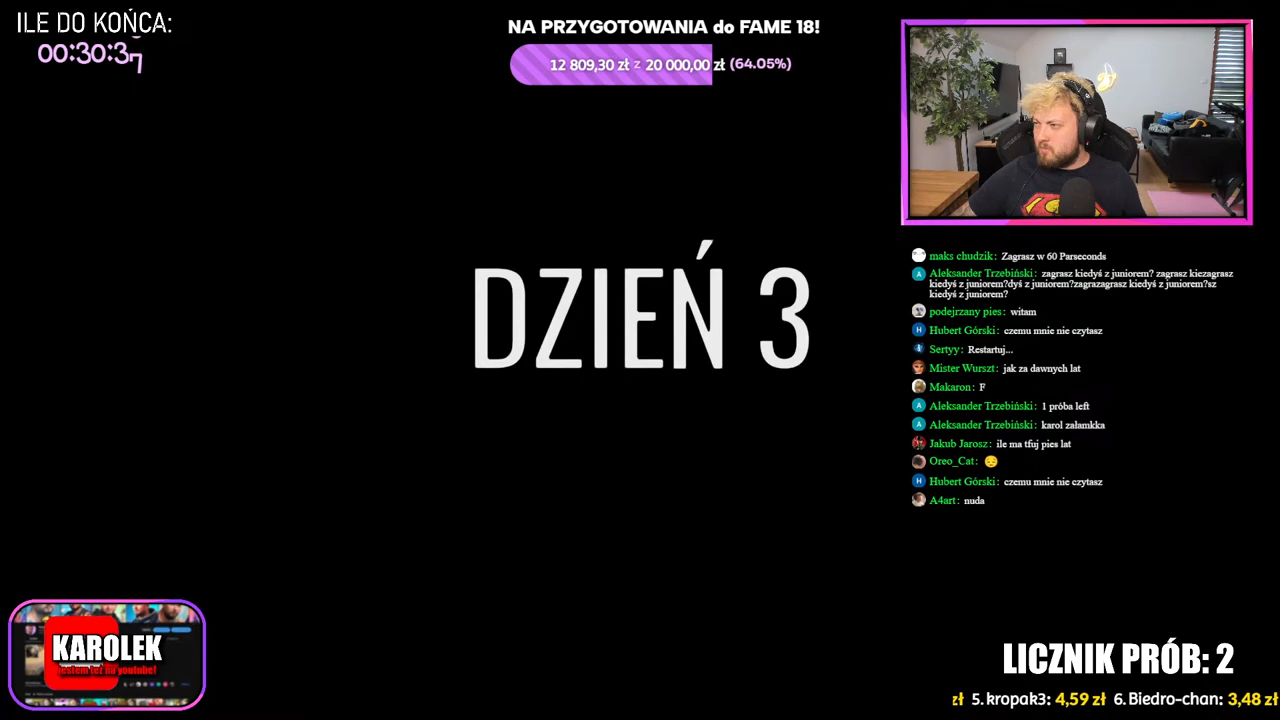 ILE DO KOŃCA:
00:30:37
NA PRZYGOTOWANIA do FAME 18!
12 809,30 zł z 20 000,00 zł (64.05%)
DZIEŃ 3
maks chudzik: Zagrasz w 60 Parseconds
Aleksander Trzebiński: zagrasz kiedyś z juniorem? zagrasz kiezagrasz
kiedyś z juniorem?dyś z juniorem?zagrazagrasz kiedyś z juniorem?sz
kiedyś z juniorem?
podejrzany pies: witam
Hubert Górski: czemu mnie nie czytasz
Sertyy: Restartuj...
Mister Wurszt: jak za dawnych lat
Makaron: F
Aleksander Trzebiński: 1 próba left
Aleksander Trzebiński: karol załamkka
Jakub Jarosz: ile ma tfuj pies lat
Oreo_Cat: 😔
Hubert Górski: czemu mnie nie czytasz
A4art: nuda
KAROLEK
jestem też na youtube!
LICZNIK PRÓB: 2
zł 5. kropak3: 4,59 zł 6. Biedro-chan: 3,48 zł